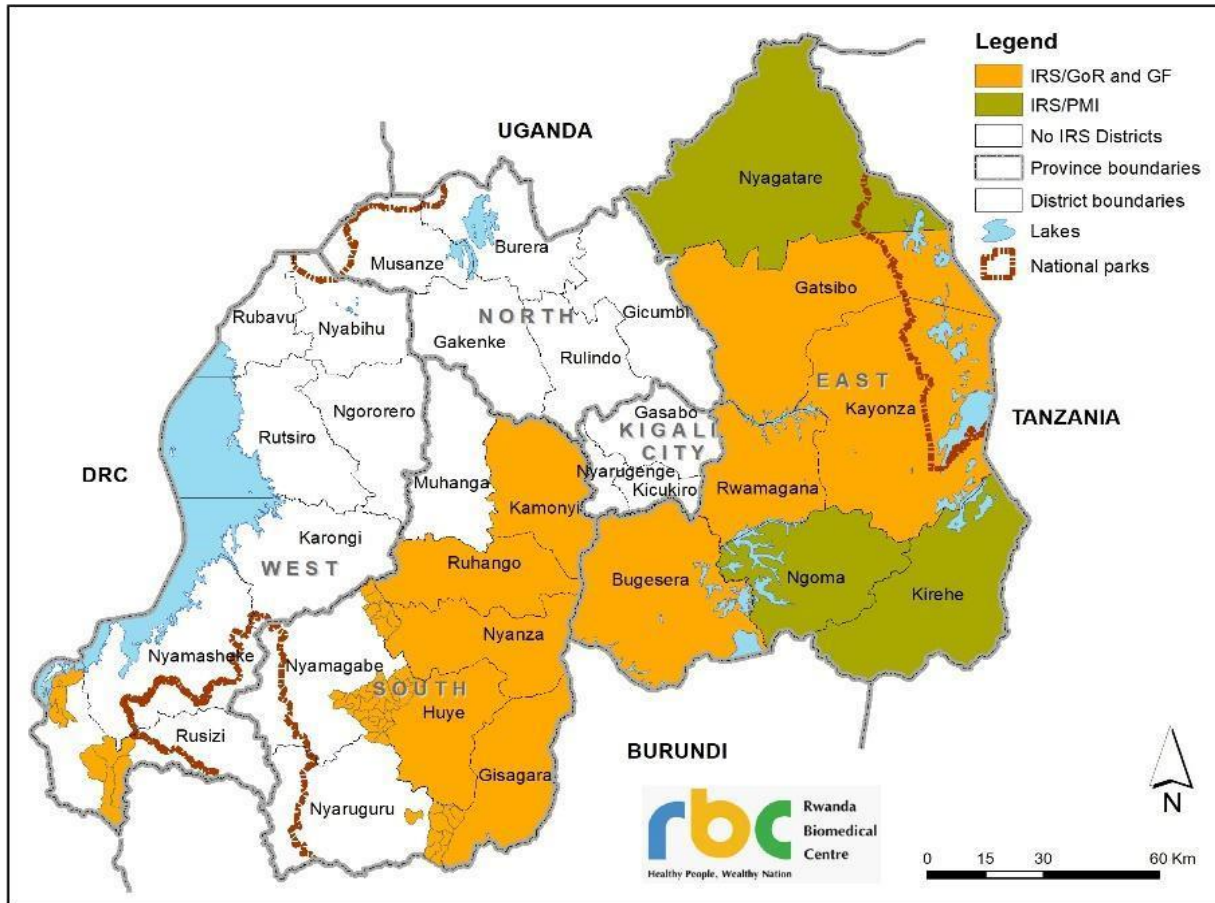 Legend
IRS/GoR and GF
IRS/PMI
No IRS Districts
Province boundaries
District boundaries
Lakes
National parks
UGANDA
Nyagatare
Burera
Musanze
Gatsibo
Rubavu
Nyabihu
NORTH
Gicumbi
Gakenke
Rulindo
EAST
Kayonza
Ngororero
Gasabo
TANZANIA
Rutsiro
KIGALI
CITY
DRC
Nyarugenge
Muhanga
Kicukiro
Rwamagana
Kamonyi
Karongi
WEST
Ruhango
Bugesera
Ngoma
Kirehe
Nyanza
Nyamasheke
Nyamagabe
SOUTH
Huye
Rusizi
BURUNDI
Gisagara
Nyaruguru
rbc
Rwanda
Biomedical
Centre
Healthy People, Wealthy Nation
N
0 15 30 60 Km